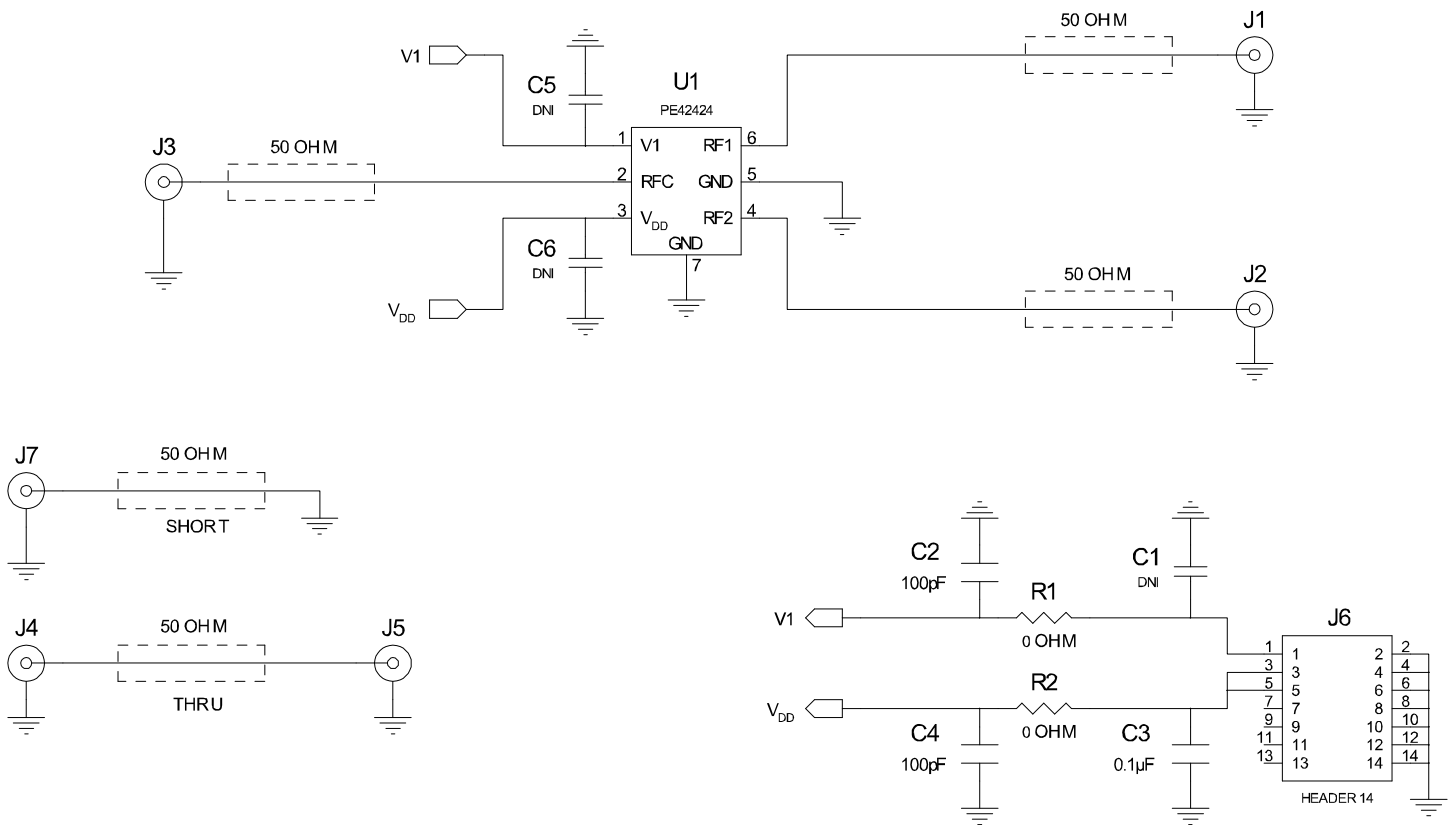 50 OHM
J1
V1
C5
DNI
U1
PE42424
J3
50 OHM
1
V1
RF1
6
2
RFC
GND
5
3
VDD
RF2
4
GND
7
C6
DNI
VDD
50 OHM
J2
J7
50 OHM
SHORT
J4
50 OHM
J5
THRU
C2
100pF
C1
DNI
R1
V1
0 OHM
J6
R2
VDD
0 OHM
C4
100pF
C3
0.1µF
1 1 2 2
3 3 4 4
5 5 6 6
7 7 8 8
9 9 10 10
11 11 12 12
13 13 14 14
HEADER 14